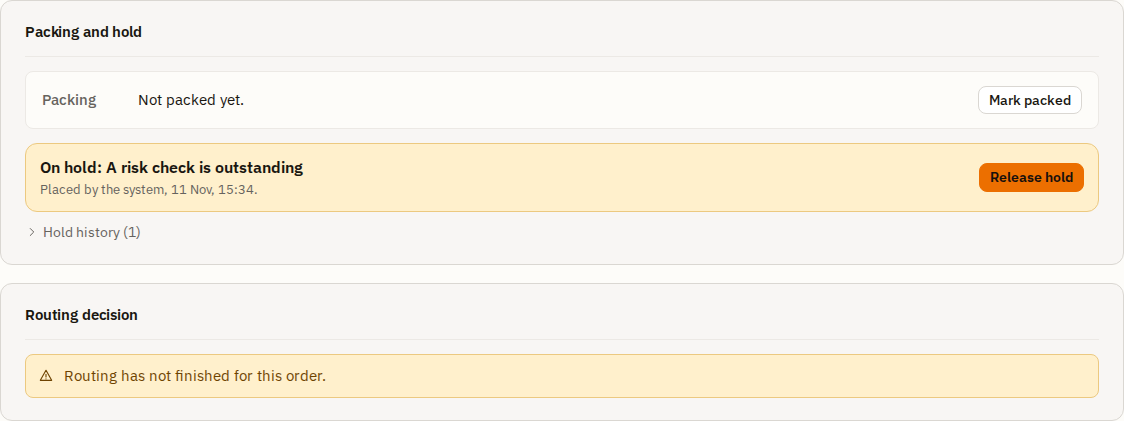 Packing and hold
Packing
Not packed yet.
Mark packed
On hold: A risk check is outstanding
Placed by the system, 11 Nov, 15:34.
Release hold
Hold history (1)
Routing decision
Routing has not finished for this order.